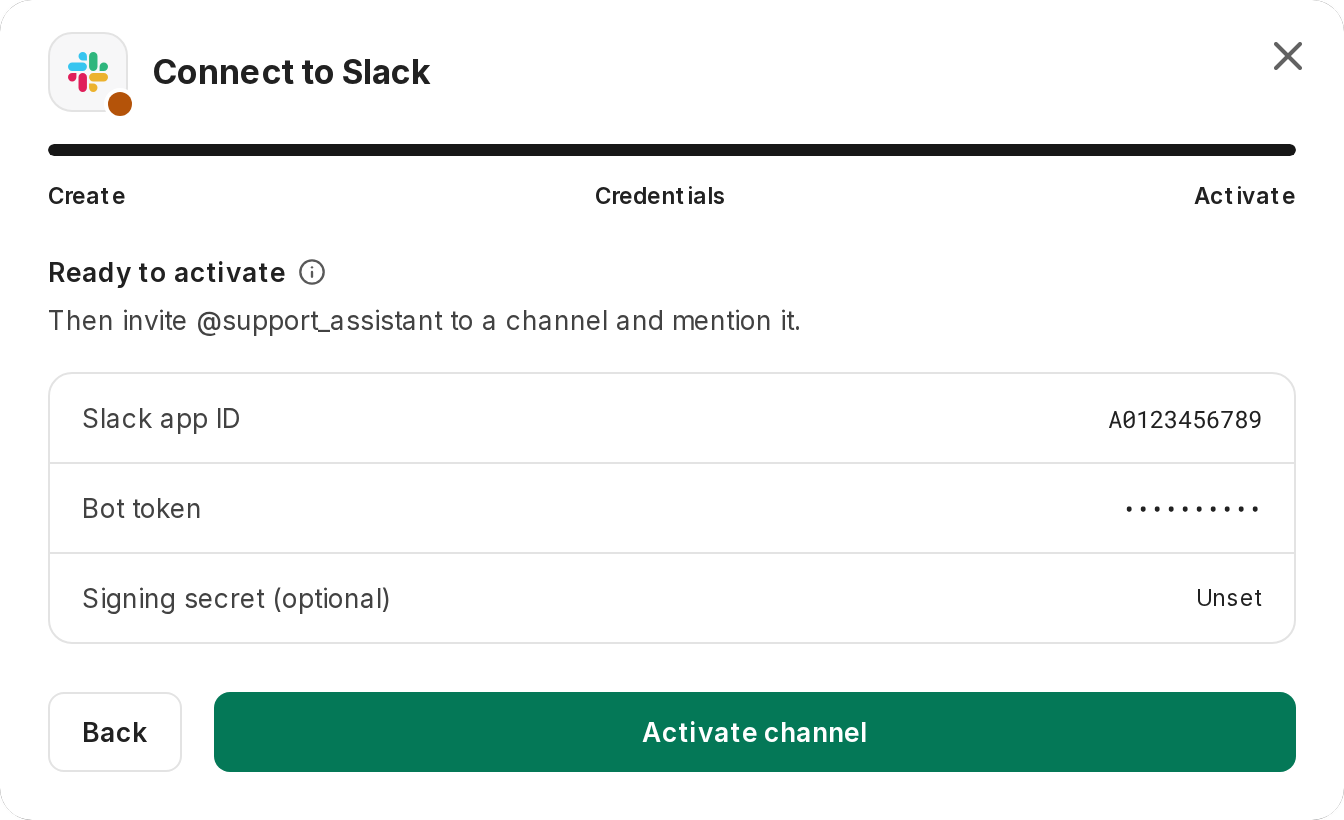 Connect to Slack
Create
Credentials
Activate
Ready to activate
Then invite @support_assistant to a channel and mention it.
Slack app ID
A0123456789
Bot token
••••••••••
Signing secret (optional)
Unset
Back
Activate channel